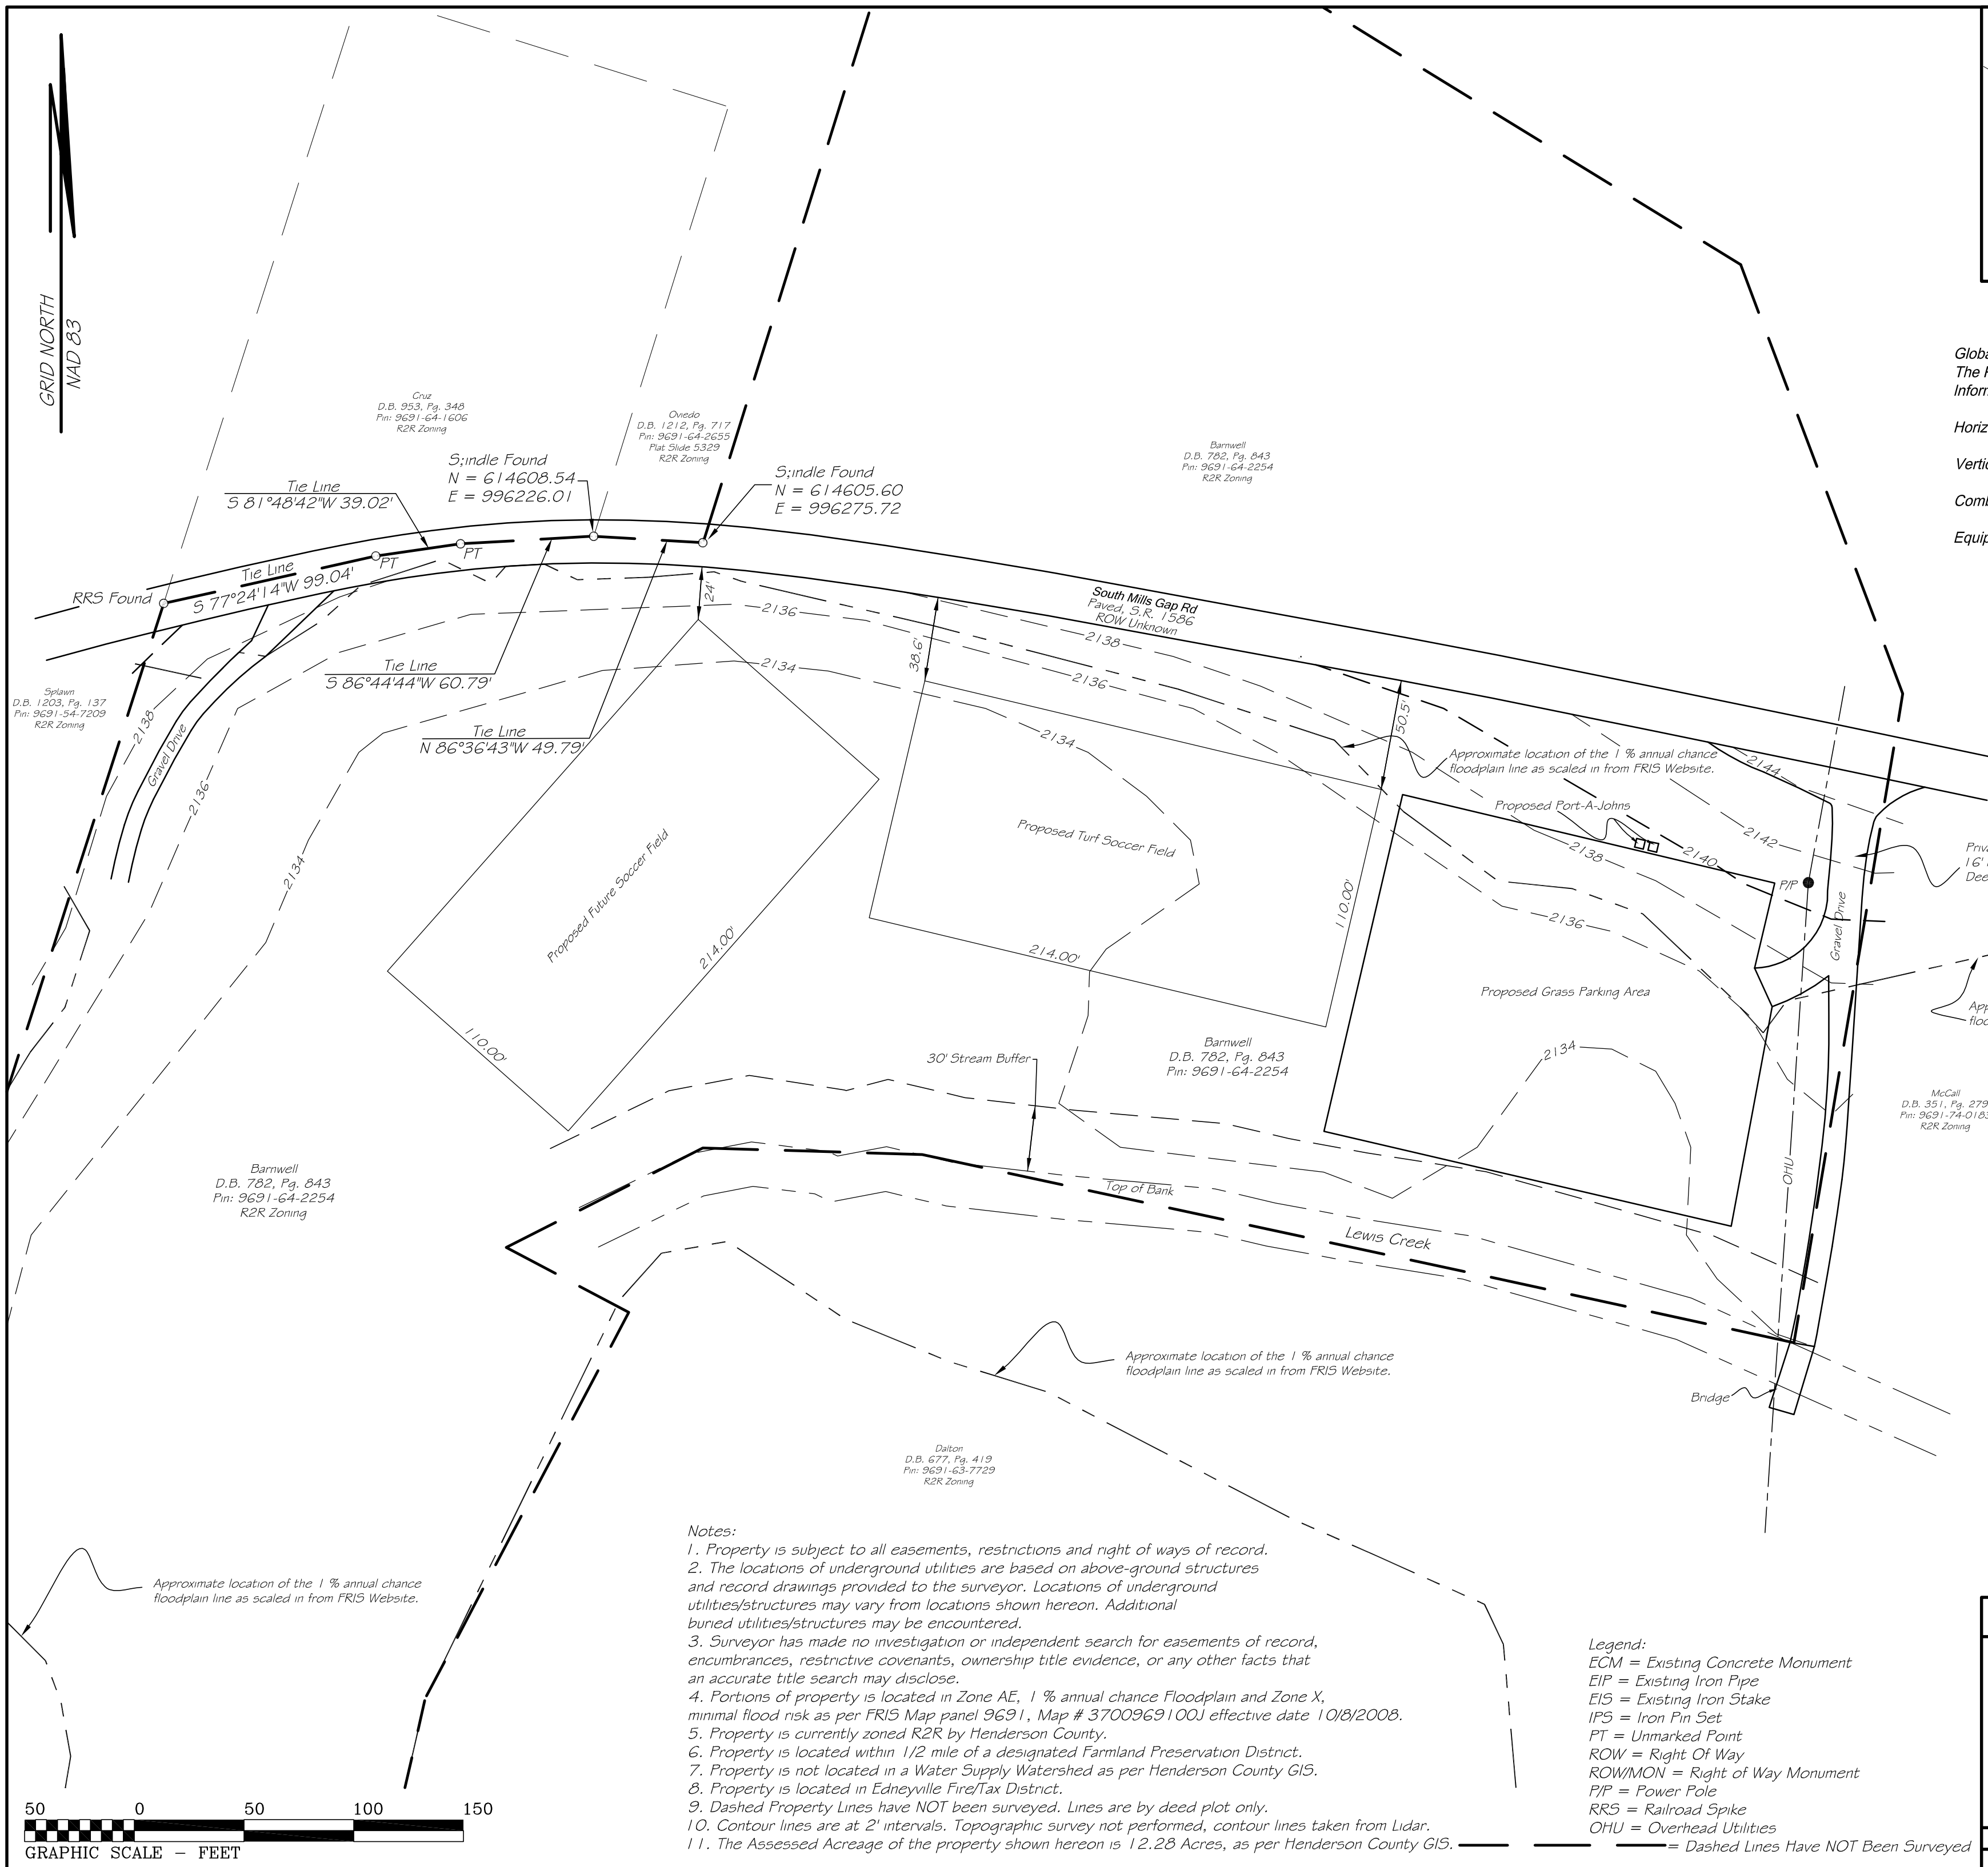 GRID NORTH
NAD 83
Cruz
D.B. 953, Pg. 348
Pin: 9691-64-1606
R2R Zoning
Oviedo
D.B. 1212, Pg. 717
Pin: 9691-64-2655
Plat Slide 5329
R2R Zoning
Barnwell
D.B. 782, Pg. 843
Pin: 9691-64-2254
R2R Zoning
S;indle Found
N = 614608.54
E = 996226.01
S;indle Found
N = 614605.60
E = 996275.72
Tie Line
S 81°48'42"W 39.02'
PT
PT
Tie Line
S 77°24'14"W 99.04'
RRS Found
Tie Line
S 86°44'44"W 60.79'
Tie Line
N 86°36'43"W 49.79'
Splawn
D.B. 1203, Pg. 137
Pin: 9691-54-7209
R2R Zoning
2138
Gravel Drive
2136
2134
24'
2136
2134
38.6'
South Mills Gap Rd
Paved, S.R. 1586
ROW Unknown
2138
2136
2134
50.5'
Approximate location of the 1 % annual chance
floodplain line as scaled in from FRIS Website.
2144
2142
Proposed Port-A-Johns
2138
2140
P/P
Gravel Drive
2136
Proposed Future Soccer Field
214.00'
110.00'
Proposed Turf Soccer Field
214.00'
110.00'
Proposed Grass Parking Area
2134
30' Stream Buffer
Barnwell
D.B. 782, Pg. 843
Pin: 9691-64-2254
McCall
D.B. 351, Pg. 279
Pin: 9691-74-0183
R2R Zoning
OHU
Barnwell
D.B. 782, Pg. 843
Pin: 9691-64-2254
R2R Zoning
Top of Bank
Lewis Creek
Approximate location of the 1 % annual chance
floodplain line as scaled in from FRIS Website.
Bridge
Dalton
D.B. 677, Pg. 419
Pin: 9691-63-7729
R2R Zoning
Approximate location of the 1 % annual chance
floodplain line as scaled in from FRIS Website.
Notes:
1. Property is subject to all easements, restrictions and right of ways of record.
2. The locations of underground utilities are based on above-ground structures
and record drawings provided to the surveyor. Locations of underground
utilities/structures may vary from locations shown hereon. Additional
buried utilities/structures may be encountered.
3. Surveyor has made no investigation or independent search for easements of record,
encumbrances, restrictive covenants, ownership title evidence, or any other facts that
an accurate title search may disclose.
4. Portions of property is located in Zone AE, 1 % annual chance Floodplain and Zone X,
minimal flood risk as per FRIS Map panel 9691, Map # 3700969100J effective date 10/8/2008.
5. Property is currently zoned R2R by Henderson County.
6. Property is located within 1/2 mile of a designated Farmland Preservation District.
7. Property is not located in a Water Supply Watershed as per Henderson County GIS.
8. Property is located in Edneyville Fire/Tax District.
9. Dashed Property Lines have NOT been surveyed. Lines are by deed plot only.
10. Contour lines are at 2' intervals. Topographic survey not performed, contour lines taken from Lidar.
11. The Assessed Acreage of the property shown hereon is 12.28 Acres, as per Henderson County GIS.
Legend:
ECM = Existing Concrete Monument
EIP = Existing Iron Pipe
EIS = Existing Iron Stake
IPS = Iron Pin Set
PT = Unmarked Point
ROW = Right Of Way
ROW/MON = Right of Way Monument
P/P = Power Pole
RRS = Railroad Spike
OHU = Overhead Utilities
= Dashed Lines Have NOT Been Surveyed
50 0 50 100 150
GRAPHIC SCALE - FEET
The
16'